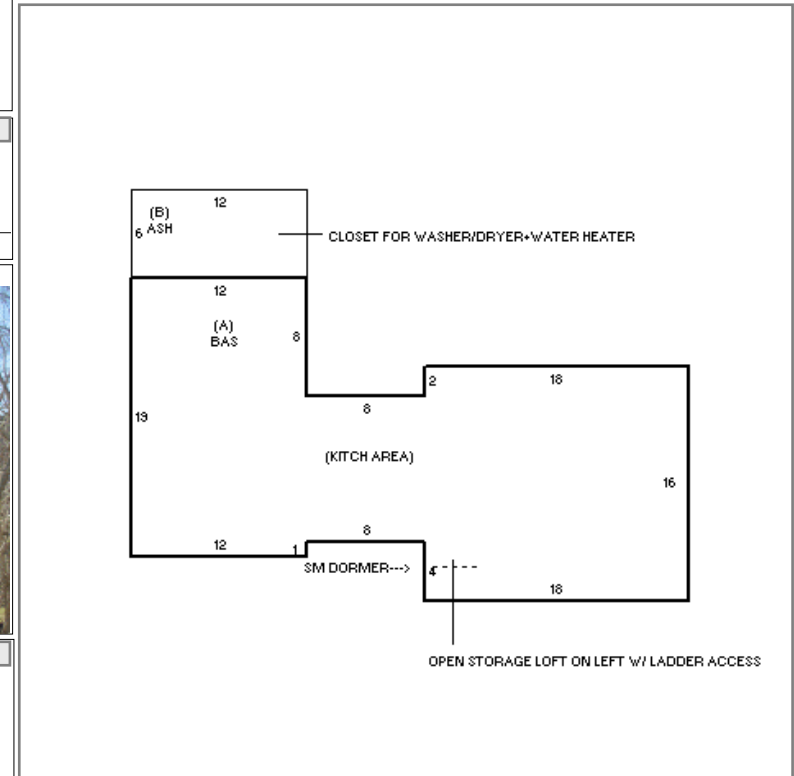 12
(B)
6 ASH
CLOSET FOR WASHER/DRYER+WATER HEATER
12
(A)
BAS
8
2
18
8
19
(KITCH AREA)
16
8
12
1
SM DORMER--->
4
18
OPEN STORAGE LOFT ON LEFT W/ LADDER ACCESS